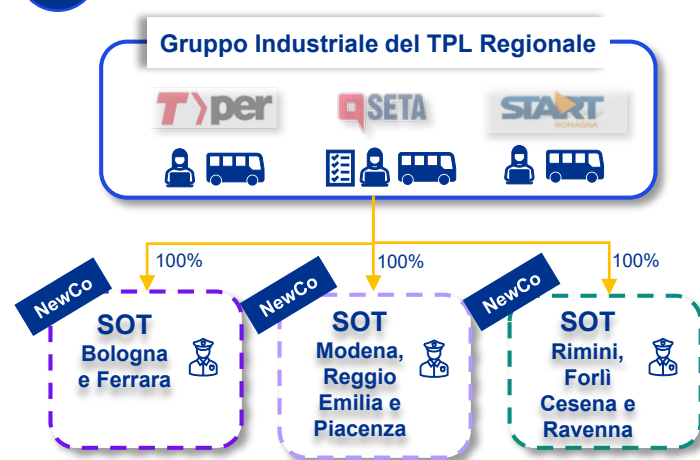 Gruppo Industriale del TPL Regionale
T>per
SETA
START
ROMAGNA
100%
100%
100%
NewCo
NewCo
NewCo
SOT
Bologna
e Ferrara
SOT
Modena,
Reggio
Emilia e
Piacenza
SOT
Rimini,
Forlì
Cesena e
Ravenna